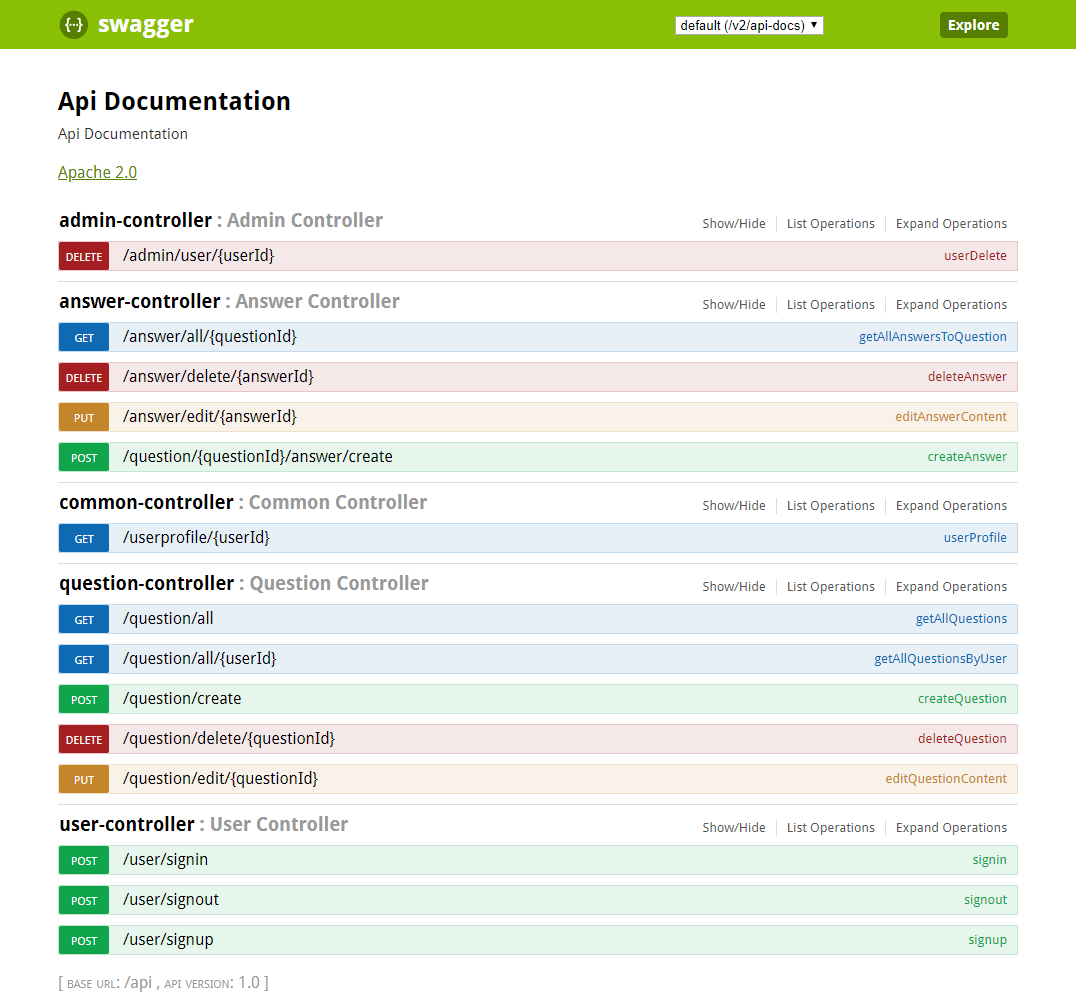 {···} swagger default (/v2/api-docs) ▼ Explore
Api Documentation
Api Documentation
Apache 2.0
admin-controller : Admin Controller Show/Hide List Operations Expand Operations
DELETE /admin/user/{userId} userDelete
answer-controller : Answer Controller Show/Hide List Operations Expand Operations
GET /answer/all/{questionId} getAllAnswersToQuestion
DELETE /answer/delete/{answerId} deleteAnswer
PUT /answer/edit/{answerId} editAnswerContent
POST /question/{questionId}/answer/create createAnswer
common-controller : Common Controller Show/Hide List Operations Expand Operations
GET /userprofile/{userId} userProfile
question-controller : Question Controller Show/Hide List Operations Expand Operations
GET /question/all getAllQuestions
GET /question/all/{userId} getAllQuestionsByUser
POST /question/create createQuestion
DELETE /question/delete/{questionId} deleteQuestion
PUT /question/edit/{questionId} editQuestionContent
user-controller : User Controller Show/Hide List Operations Expand Operations
POST /user/signin signin
POST /user/signout signout
POST /user/signup signup
[ BASE URL: /api , API VERSION: 1.0 ]